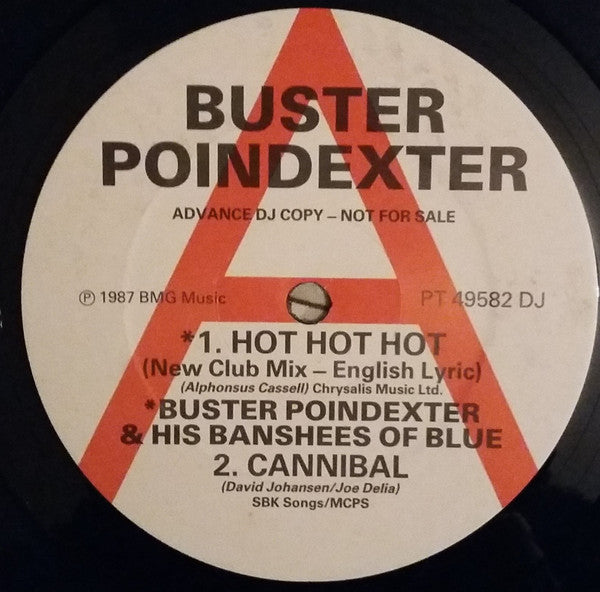 BUSTER
POINDEXTER
ADVANCE DJ COPY – NOT FOR SALE
℗ 1987 BMG Music
PT 49582 DJ
*1. HOT HOT HOT
(New Club Mix – English Lyric)
(Alphonsus Cassell) Chrysalis Music Ltd.
*BUSTER POINDEXTER
& HIS BANSHEES OF BLUE
2. CANNIBAL
(David Johansen/Joe Delia)
SBK Songs/MCPS